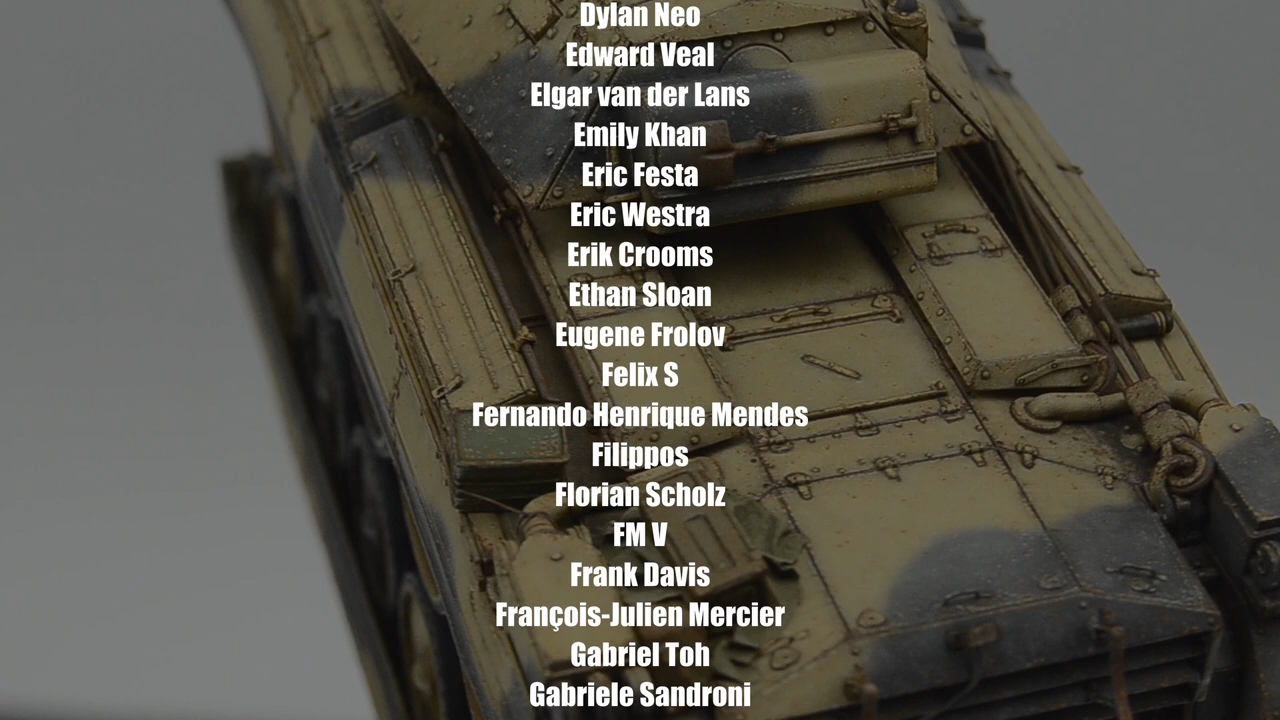 Dylan Neo
Edward Veal
Elgar van der Lans
Emily Khan
Eric Festa
Eric Westra
Erik Crooms
Ethan Sloan
Eugene Frolov
Felix S
Fernando Henrique Mendes
Filippos
Florian Scholz
FM V
Frank Davis
François-Julien Mercier
Gabriel Toh
Gabriele Sandroni